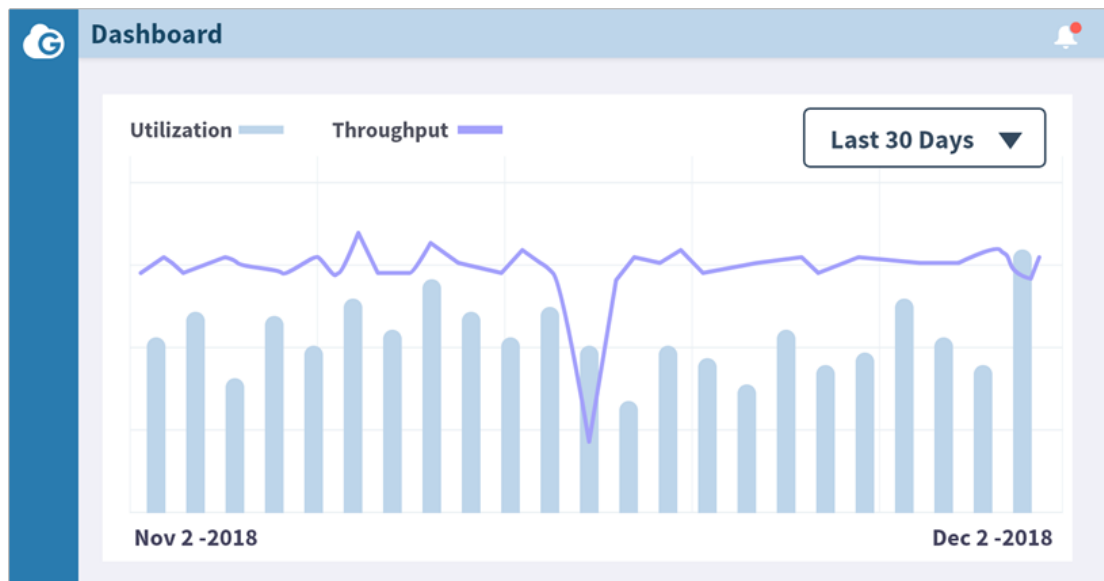 G
Dashboard
Utilization
Throughput
Last 30 Days
Nov 2 -2018
Dec 2 -2018